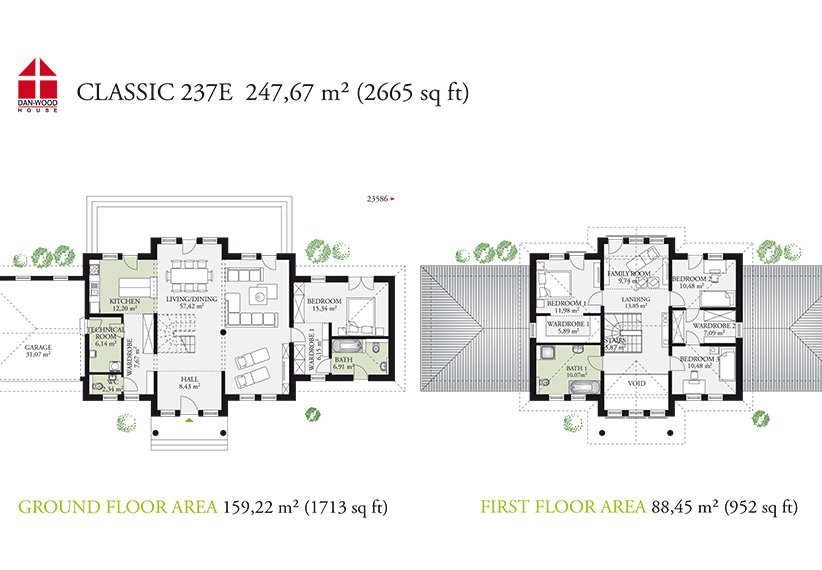 DAN-WOOD
HOUSE
CLASSIC 237E 247,67 m² (2665 sq ft)
23586
KITCHEN
12,20 m²
LIVING/DINING
57,42 m²
BEDROOM
15,34 m²
TECHNICAL
ROOM
6,14 m²
GARAGE
31,07 m²
WARDROBE
7,67 m²
WARDROBE 1
6,15 m²
BATH
6,91 m²
W.C.
2,34 m²
HALL
8,43 m²
FAMILY ROOM
9,74 m²
BEDROOM 1
11,98 m²
LANDING
13,85 m²
BEDROOM 2
10,48 m²
WARDROBE 1
5,89 m²
WARDROBE 2
7,09 m²
STAIRS
BATH 1
10,07 m²
VOID
BEDROOM 3
10,48 m²
GROUND FLOOR AREA 159,22 m² (1713 sq ft)
FIRST FLOOR AREA 88,45 m² (952 sq ft)